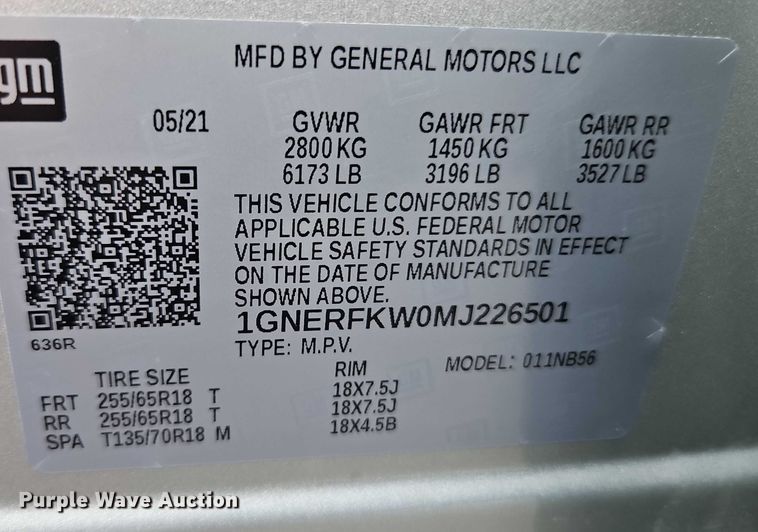 gm
MFD BY GENERAL MOTORS LLC
05/21 GVWR GAWR FRT GAWR RR
2800 KG 1450 KG 1600 KG
6173 LB 3196 LB 3527 LB
THIS VEHICLE CONFORMS TO ALL
APPLICABLE U.S. FEDERAL MOTOR
VEHICLE SAFETY STANDARDS IN EFFECT
ON THE DATE OF MANUFACTURE
SHOWN ABOVE.
1GNERFKW0MJ226501
636R
TYPE: M.P.V. MODEL: 011NB56
TIRE SIZE RIM
FRT 255/65R18 T 18X7.5J
RR 255/65R18 T 18X7.5J
SPA T135/70R18 M 18X4.5B
Purple Wave Auction